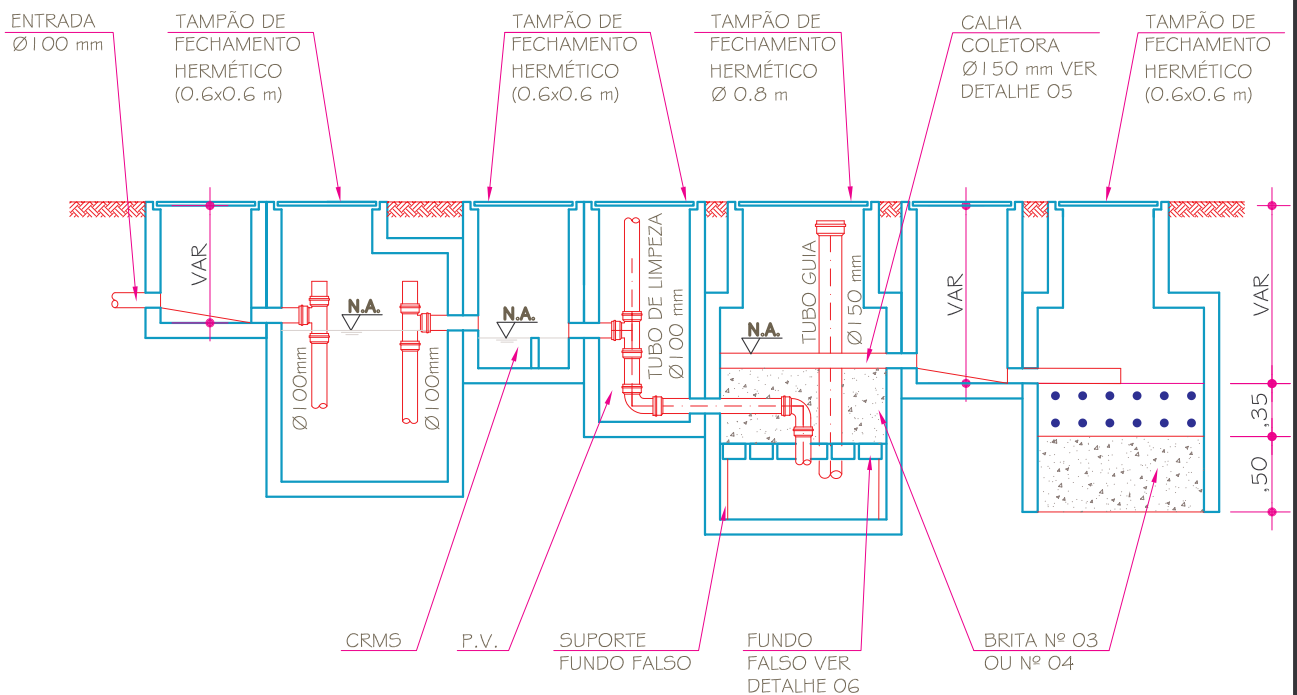 ENTRADA
Ø100 mm
TAMPÃO DE
FECHAMENTO
HERMÉTICO
(0.6x0.6 m)
TAMPÃO DE
FECHAMENTO
HERMÉTICO
(0.6x0.6 m)
TAMPÃO DE
FECHAMENTO
HERMÉTICO
Ø 0.8 m
CALHA
COLETORA
Ø150 mm VER
DETALHE 05
TAMPÃO DE
FECHAMENTO
HERMÉTICO
(0.6x0.6 m)
VAR
N.A.
Ø100mm
Ø100mm
N.A.
TUBO DE LIMPEZA
Ø100 mm
N.A.
TUBO GUIA
Ø150 mm
VAR
VAR
,35
,50
CRMS
P.V.
SUPORTE
FUNDO FALSO
FUNDO
FALSO VER
DETALHE 06
BRITA Nº 03
OU Nº 04